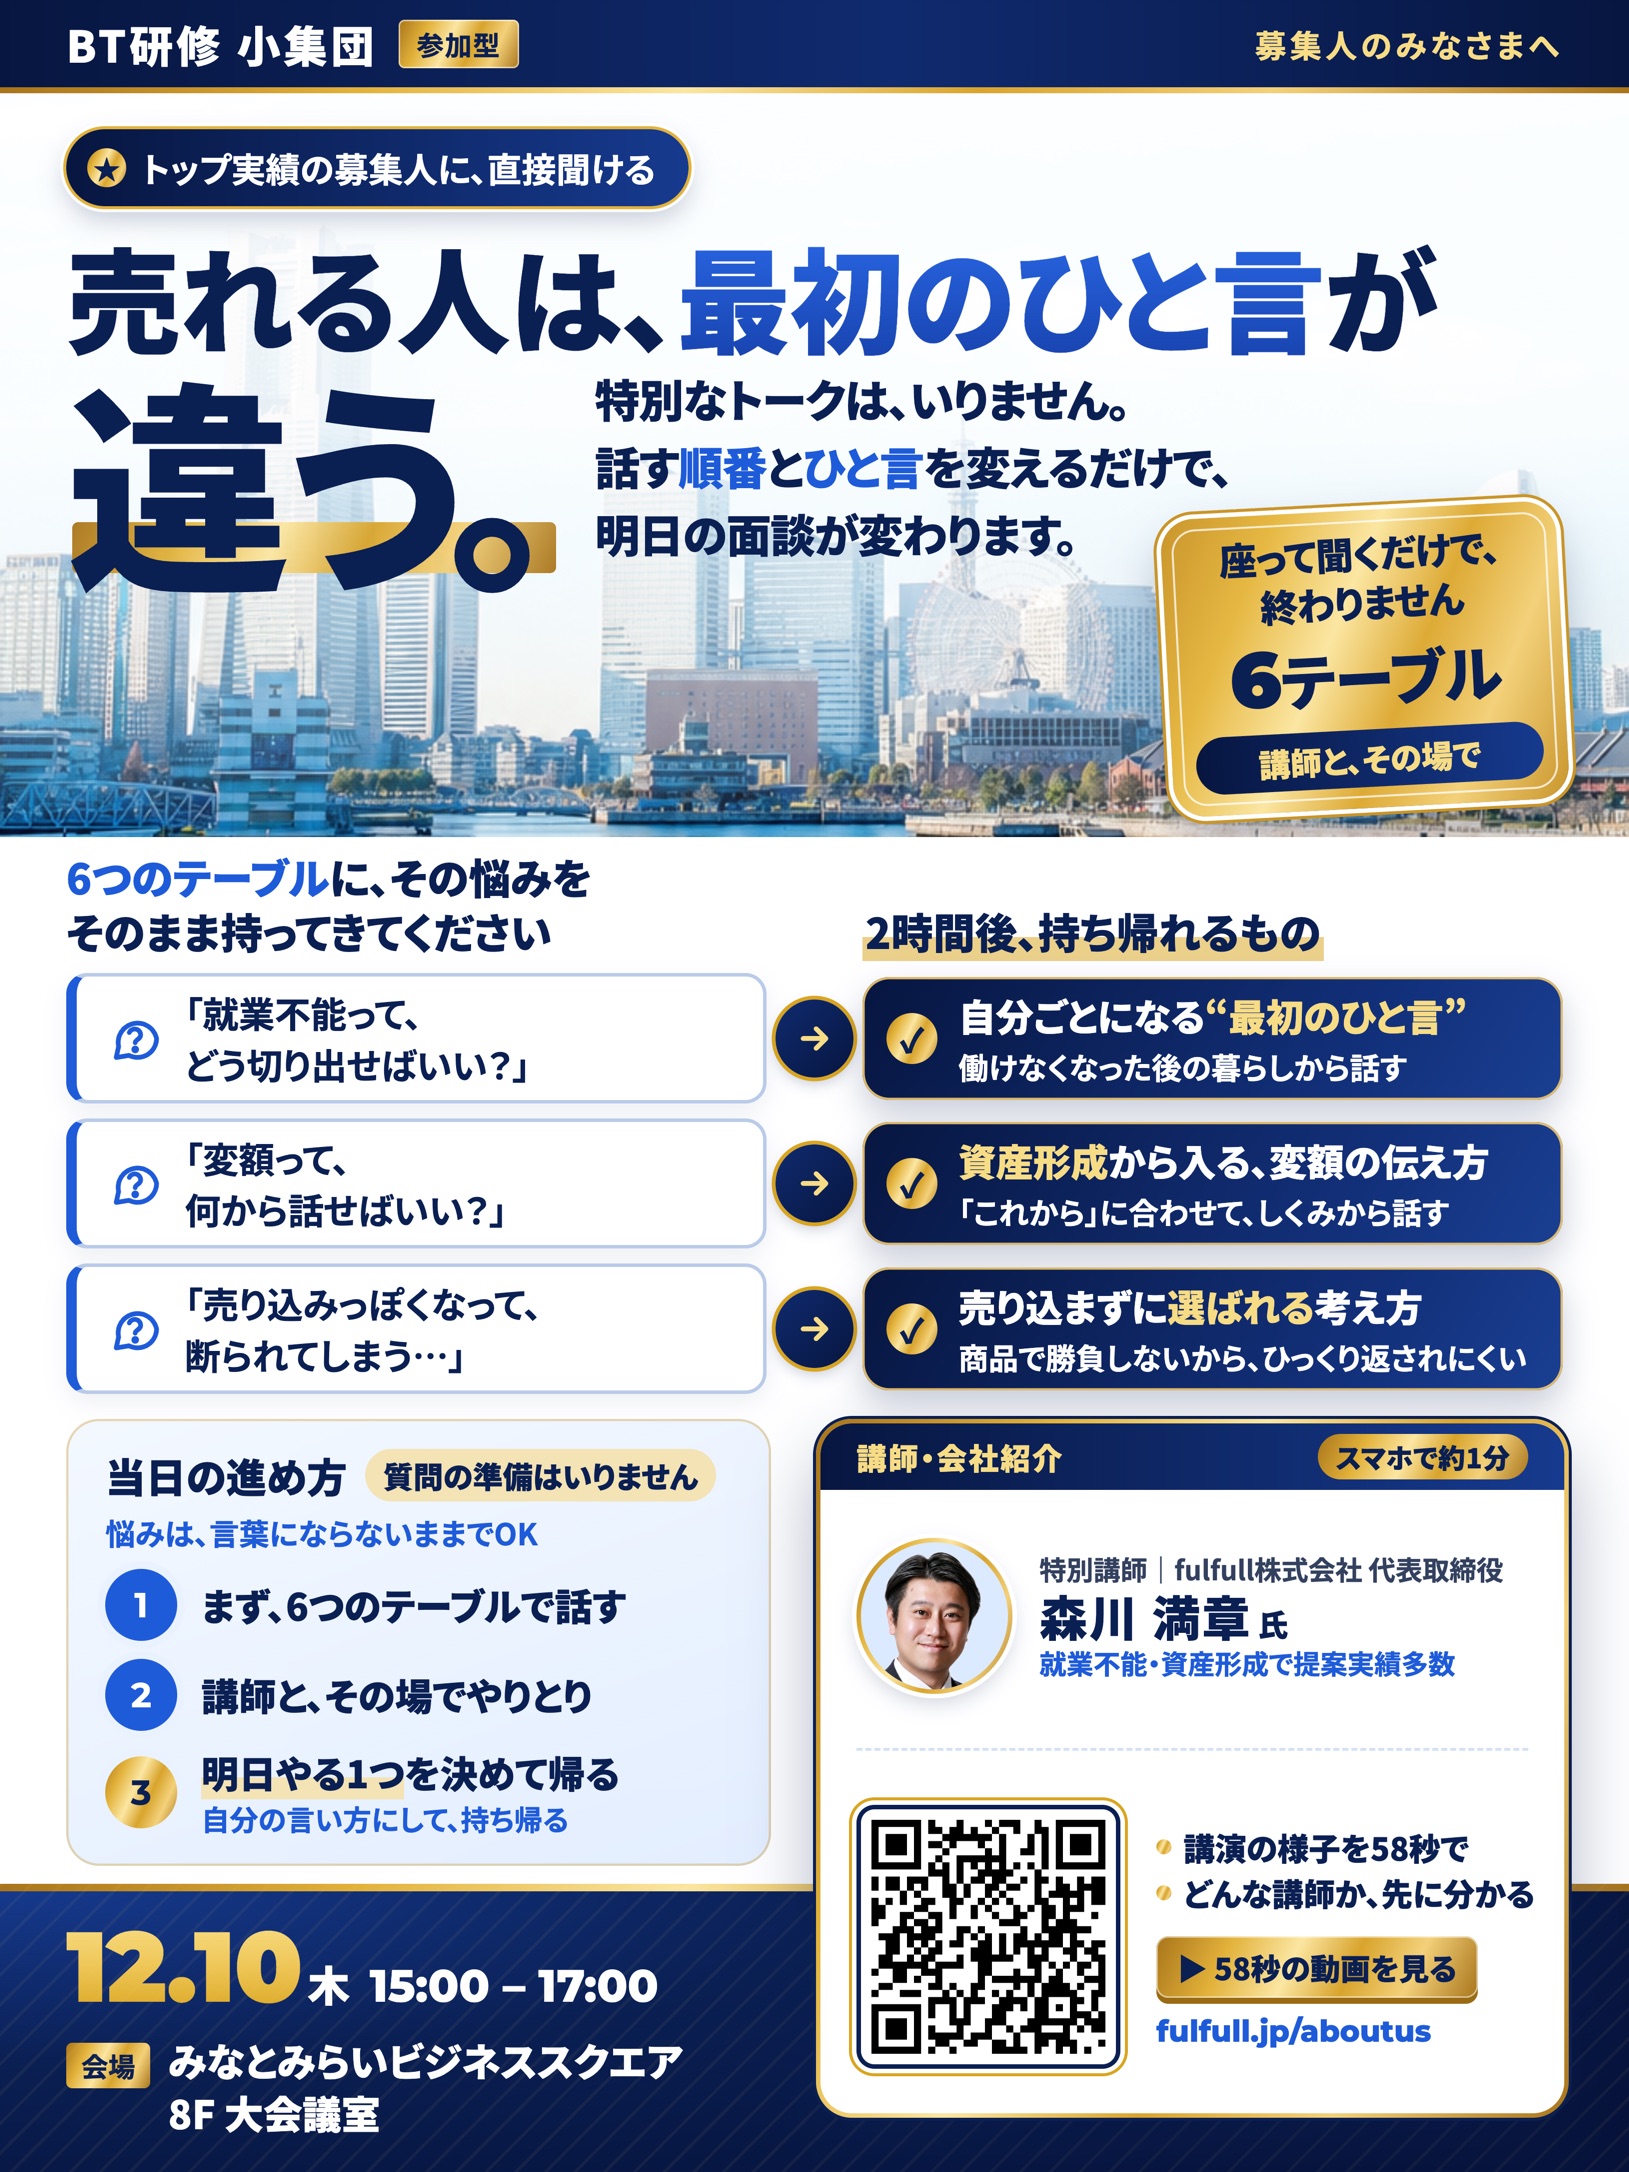 BT研修 小集団
参加型
募集人のみなさまへ
トップ実績の募集人に、直接聞ける
売れる人は、最初のひと言が
違う。
特別なトークは、いりません。
話す順番とひと言を変えるだけで、
明日の面談が変わります。
座って聞くだけで、
終わりません
6テーブル
講師と、その場で
6つのテーブルに、その悩みを
そのまま持ってきてください
2時間後、持ち帰れるもの
「就業不能って、
どう切り出せばいい？」
自分ごとになる“最初のひと言”
働けなくなった後の暮らしから話す
「変額って、
何から話せばいい？」
資産形成から入る、変額の伝え方
「これから」に合わせて、しくみから話す
「売り込みっぽくなって、
断られてしまう…」
売り込まずに選ばれる考え方
商品で勝負しないから、ひっくり返されにくい
当日の進め方
質問の準備はいりません
悩みは、言葉にならないままでOK
1 まず、6つのテーブルで話す
2 講師と、その場でやりとり
3 明日やる1つを決めて帰る
自分の言い方にして、持ち帰る
講師・会社紹介
スマホで約1分
特別講師｜fulfull株式会社 代表取締役
森川 満章 氏
就業不能・資産形成で提案実績多数
講演の様子を58秒で
どんな講師か、先に分かる
▶ 58秒の動画を見る
fulfull.jp/aboutus
12.10 木 15:00 – 17:00
会場
みなとみらいビジネススクエア
8F 大会議室